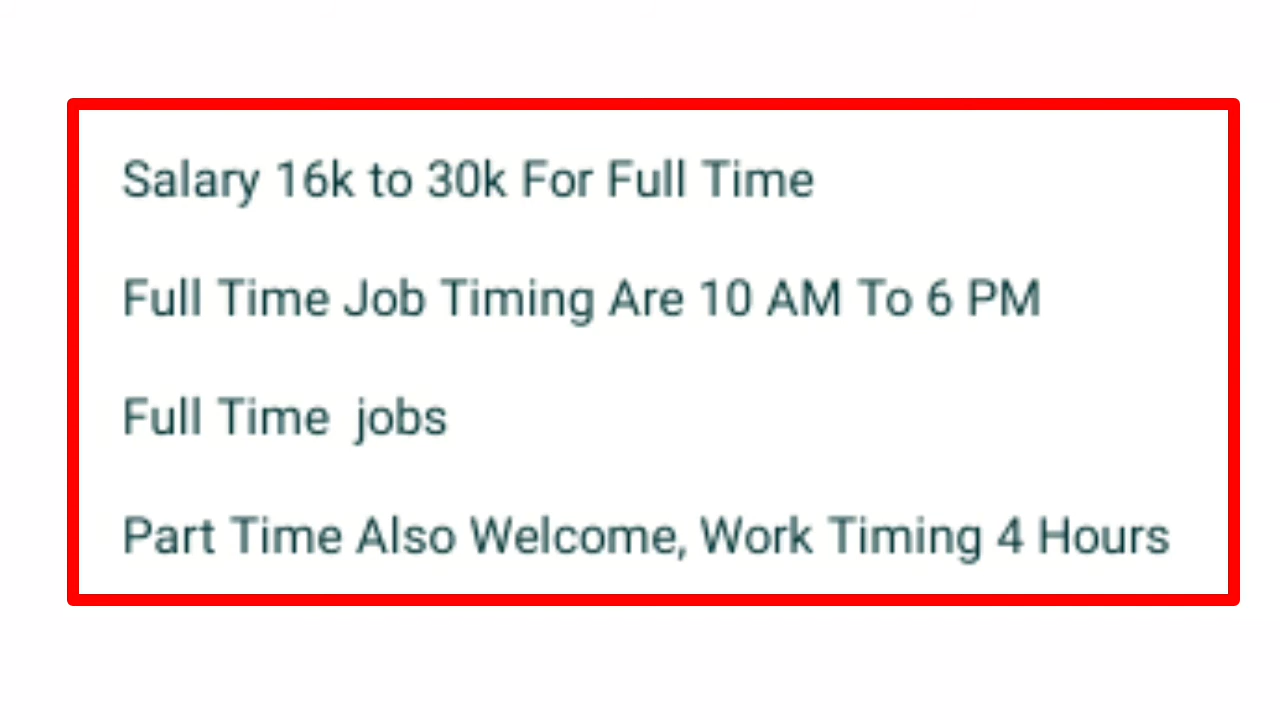 Salary 16k to 30k For Full Time
Full Time Job Timing Are 10 AM To 6 PM
Full Time  jobs
Part Time Also Welcome, Work Timing 4 Hours